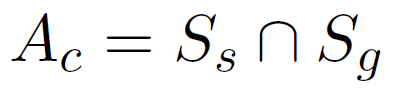 A_c = S_s ∩ S_g